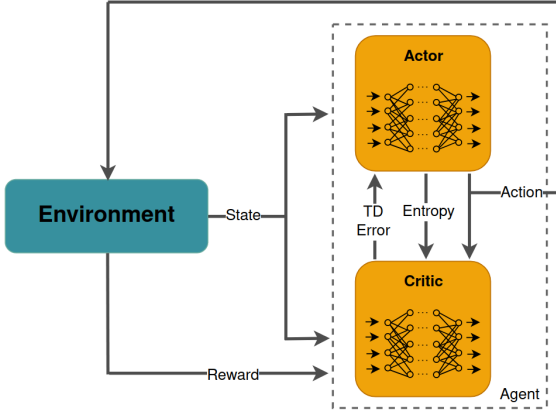 Actor
Environment
State
TD
Error
Entropy
Action
Critic
Reward
Agent